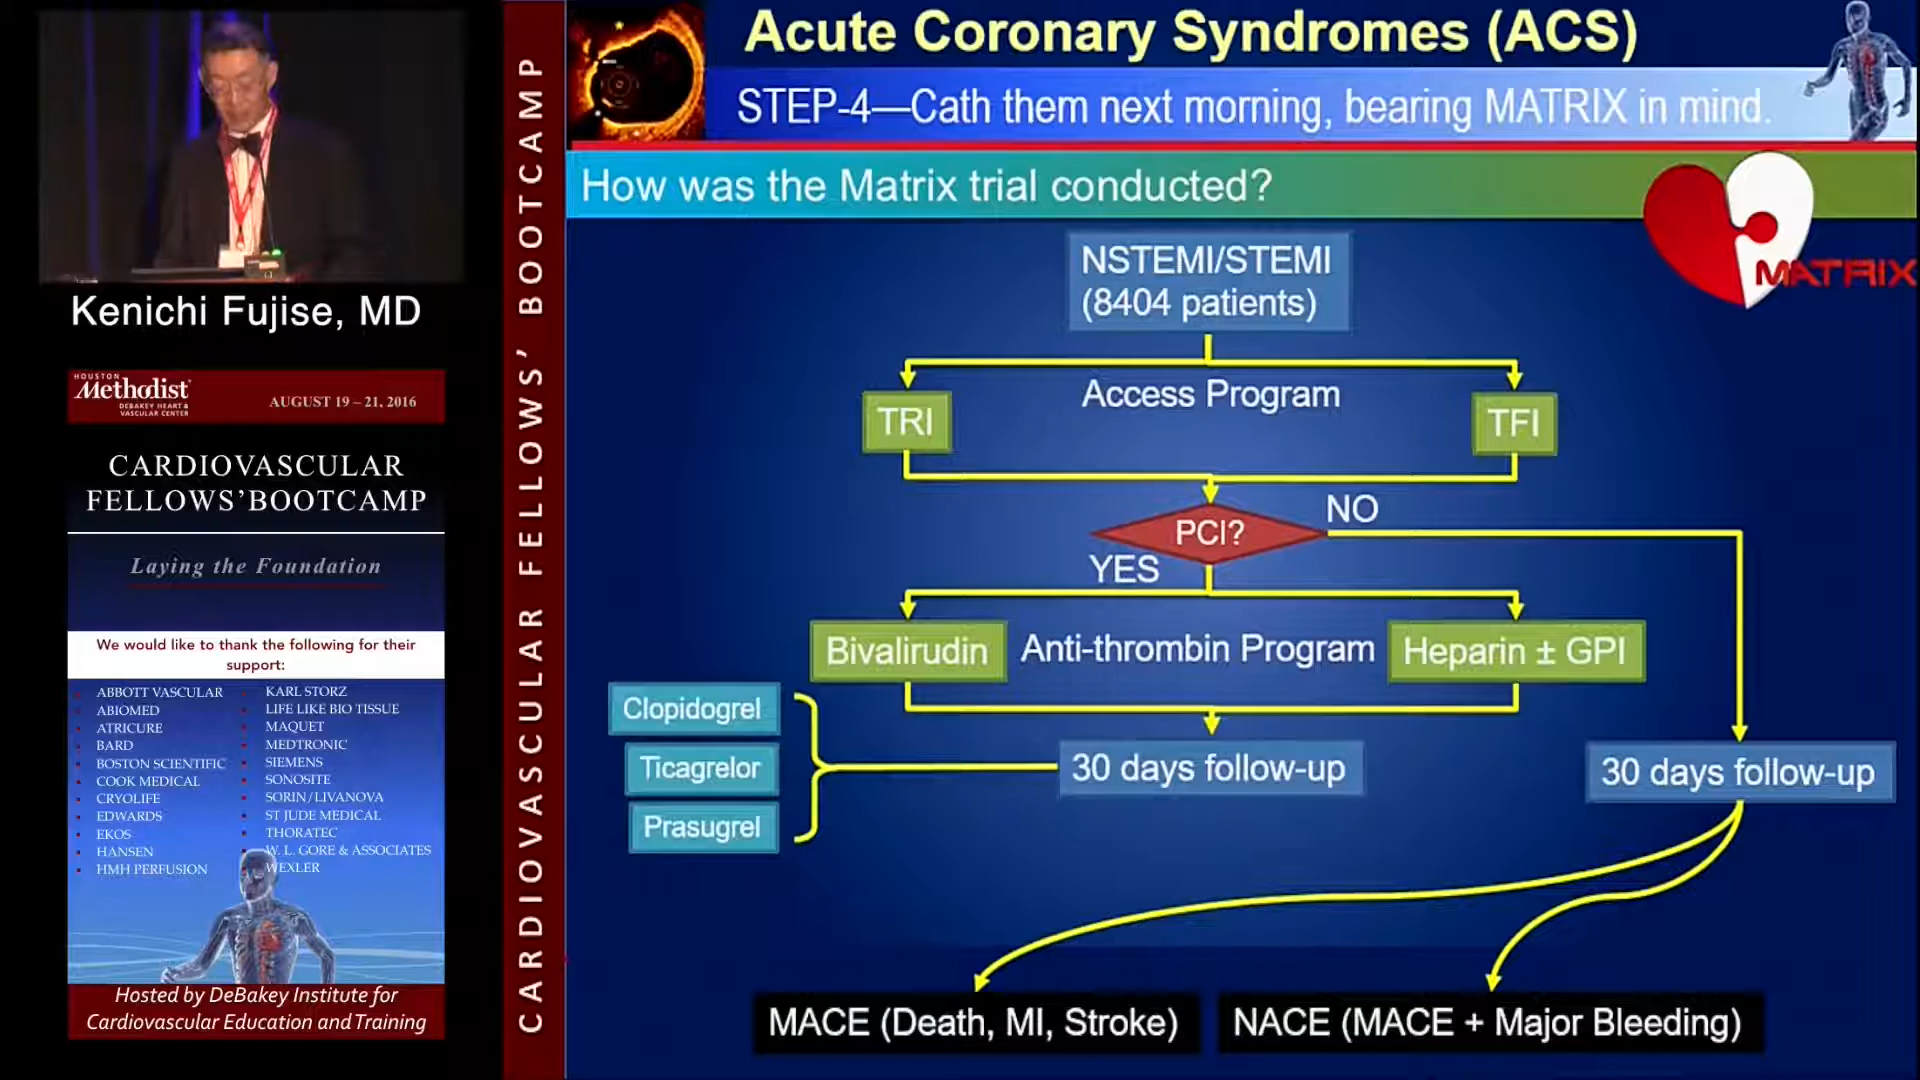 Kenichi Fujise, MD
HOUSTON
Methodist
DEBAKEY HEART &
VASCULAR CENTER
AUGUST 19 – 21, 2016
CARDIOVASCULAR
FELLOWS' BOOTCAMP
Laying the Foundation
We would like to thank the following for their
support:
ABBOTT VASCULAR
ABIOMED
ATRICURE
BARD
BOSTON SCIENTIFIC
COOK MEDICAL
CRYOLIFE
EDWARDS
EKOS
HANSEN
HMH PERFUSION
KARL STORZ
LIFE LIKE BIO TISSUE
MAQUET
MEDTRONIC
SIEMENS
SONOSITE
SORIN/LIVANOVA
ST JUDE MEDICAL
THORATEC
W. L. GORE & ASSOCIATES
WEXLER
Hosted by DeBakey Institute for
Cardiovascular Education and Training
CARDIOVASCULAR FELLOWS' BOOTCAMP
Acute Coronary Syndromes (ACS)
STEP-4—Cath them next morning, bearing MATRIX in mind.
How was the Matrix trial conducted?
MATRIX
NSTEMI/STEMI
(8404 patients)
Access Program
TRI
TFI
PCI?
NO
YES
Bivalirudin
Anti-thrombin Program
Heparin ± GPI
Clopidogrel
Ticagrelor
Prasugrel
30 days follow-up
30 days follow-up
MACE (Death, MI, Stroke)
NACE (MACE + Major Bleeding)